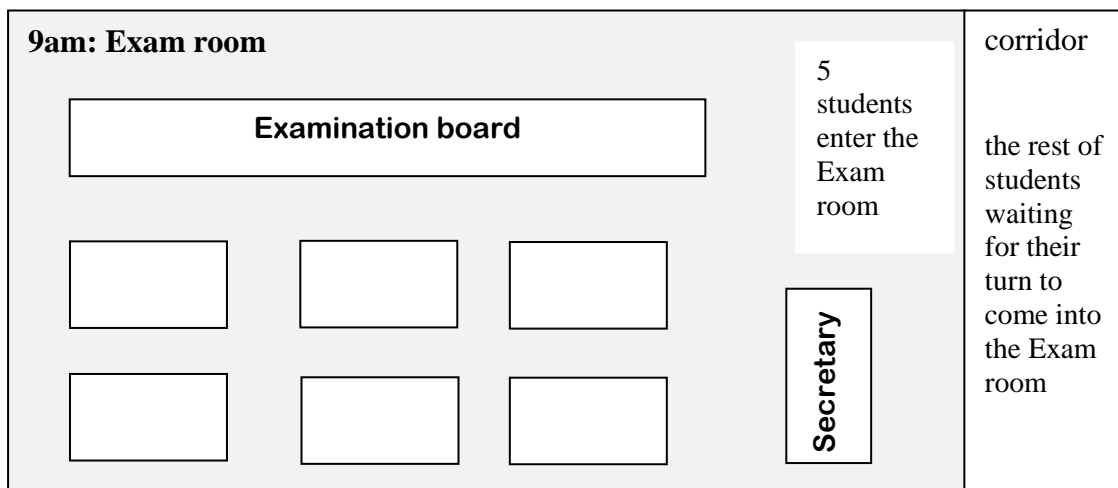 9am: Exam room
Examination board
5
students
enter the
Exam
room
Secretary
corridor
the rest of
students
waiting
for their
turn to
come into
the Exam
room